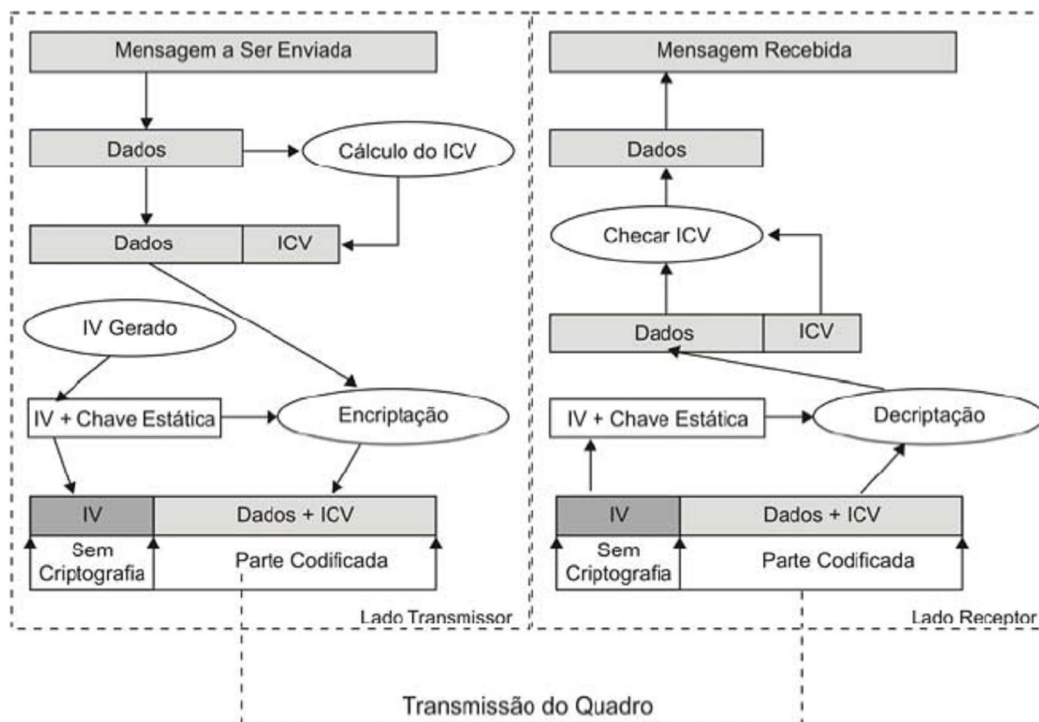 Mensagem a Ser Enviada
Dados
Cálculo do ICV
Dados
ICV
IV Gerado
IV + Chave Estática
Encriptação
IV
Dados + ICV
Sem
Criptografia
Parte Codificada
Lado Transmissor
Mensagem Recebida
Dados
Checar ICV
Dados
ICV
IV + Chave Estática
Decriptação
IV
Dados + ICV
Sem
Criptografia
Parte Codificada
Lado Receptor
Transmissão do Quadro